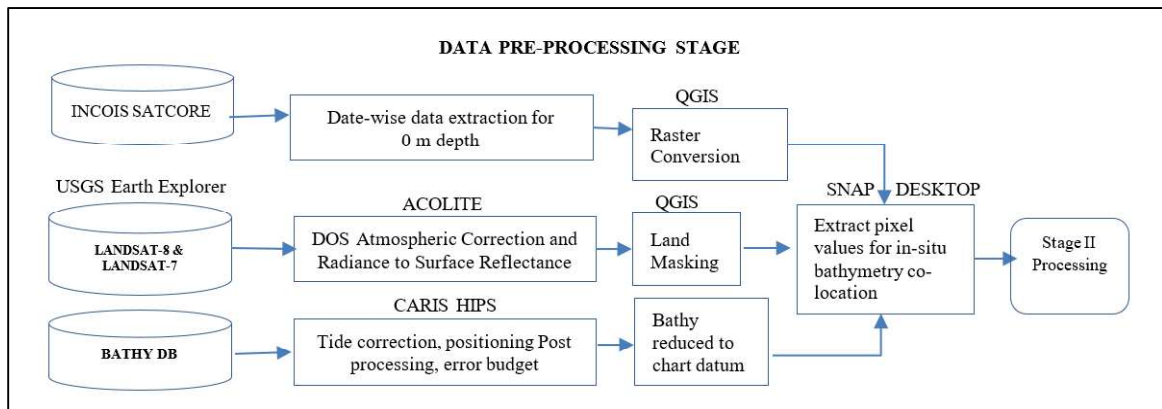 DATA PRE-PROCESSING STAGE
INCOIS SATCORE
Date-wise data extraction for
0 m depth
QGIS
Raster
Conversion
USGS Earth Explorer
LANDSAT-8 &
LANDSAT-7
ACOLITE
DOS Atmospheric Correction and
Radiance to Surface Reflectance
QGIS
Land
Masking
SNAP DESKTOP
Extract pixel
values for in-situ
bathymetry co-
location
Stage II
Processing
BATHY DB
CARIS HIPS
Tide correction, positioning Post
processing, error budget
Bathy
reduced to
chart datum